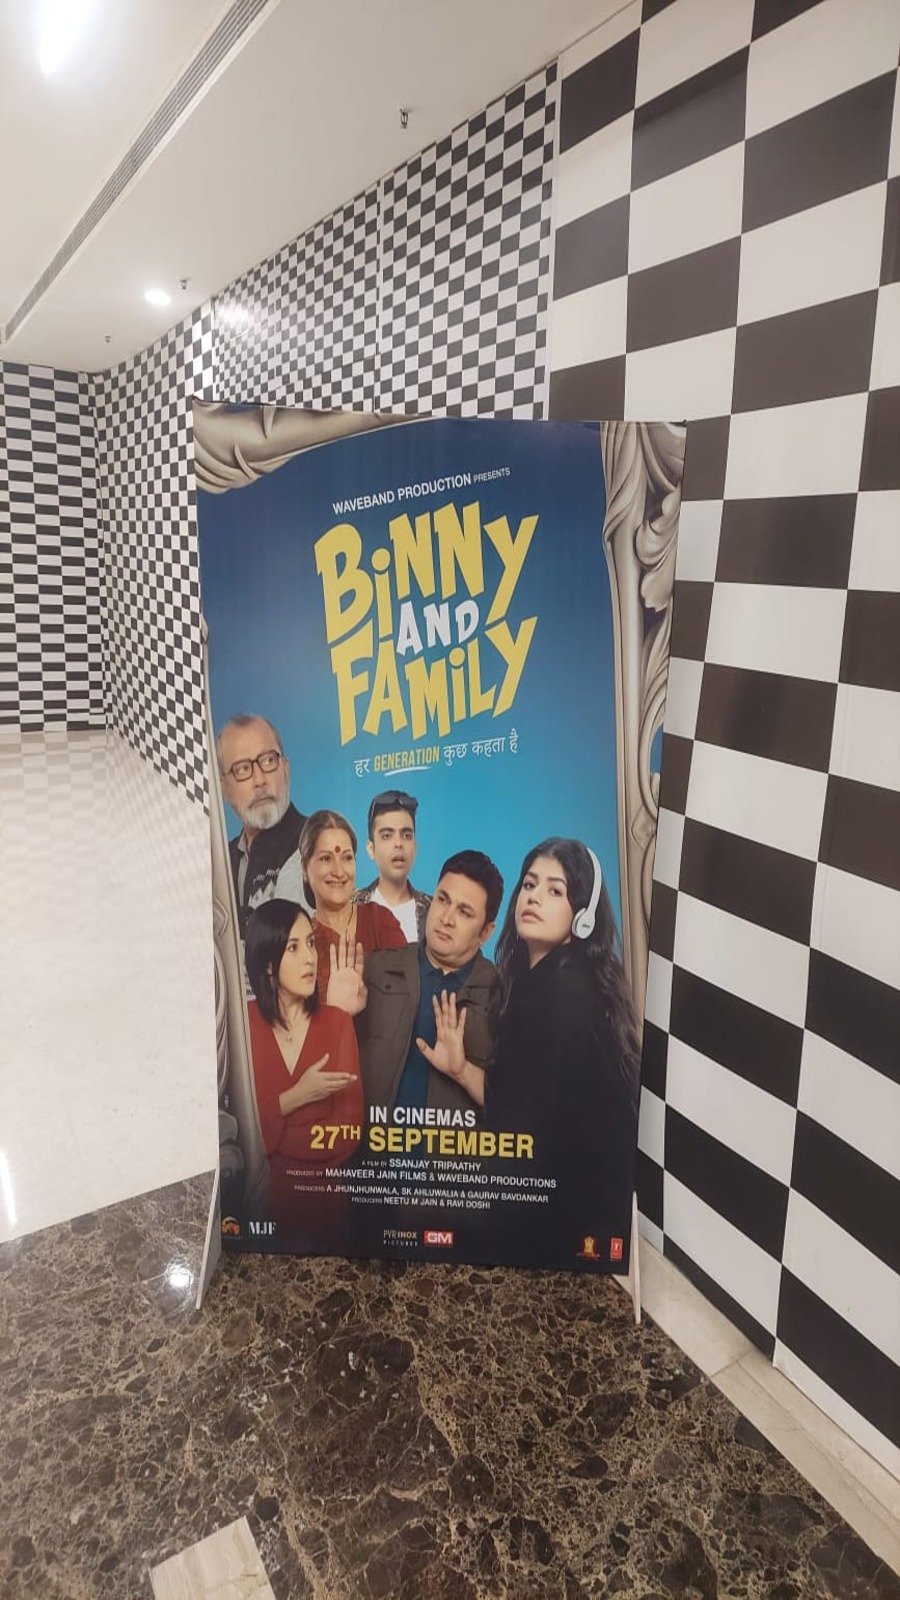 WAVEBAND PRODUCTION PRESENTS
BiNNy
AND
FAMiLY
हर GENERATION कुछ कहता है
IN CINEMAS
27TH SEPTEMBER
A FILM BY SSANJAY TRIPAATHY
PRODUCED BY MAHAVEER JAIN FILMS & WAVEBAND PRODUCTIONS
PRODUCERS A JHUNJHUNWALA, SK AHLUWALIA & GAURAV BAVDANKAR
PRODUCERS NEETU M JAIN & RAVI DOSHI
MJF PVR INOX GM T
PICTURES